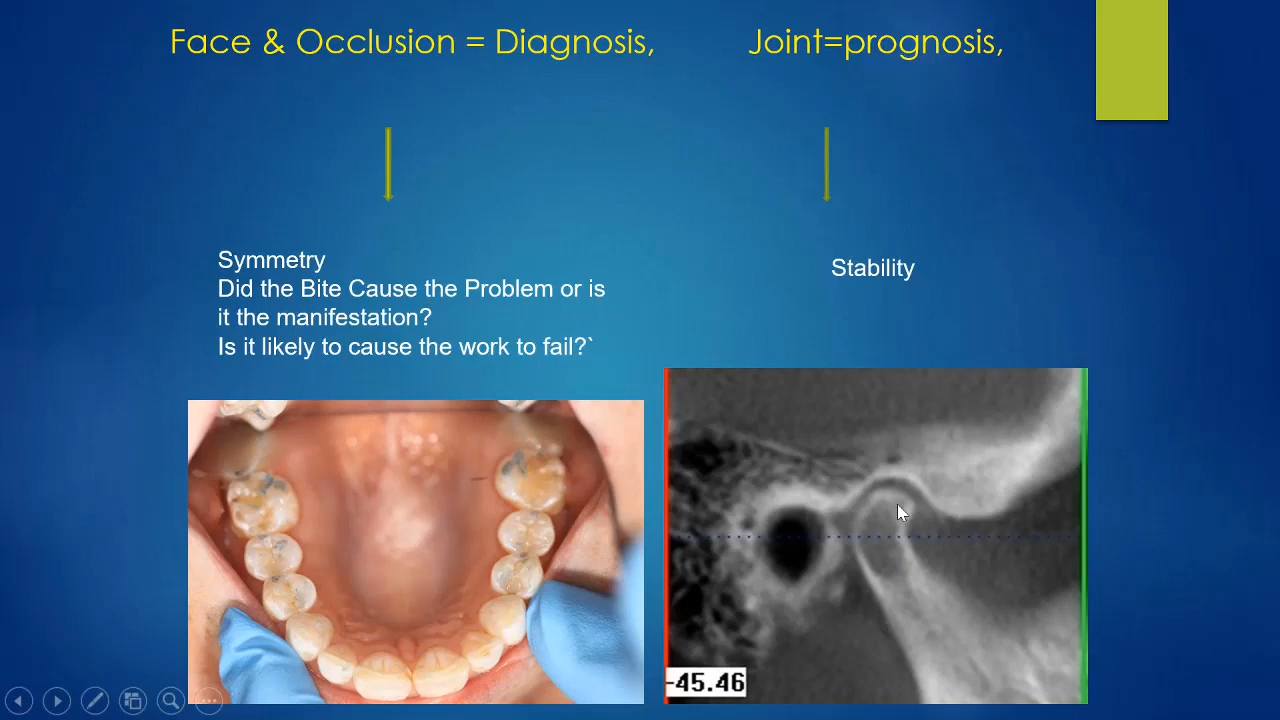 Face & Occlusion = Diagnosis, Joint=prognosis,
Symmetry
Did the Bite Cause the Problem or is
it the manifestation?
Is it likely to cause the work to fail?`
Stability
-45.46